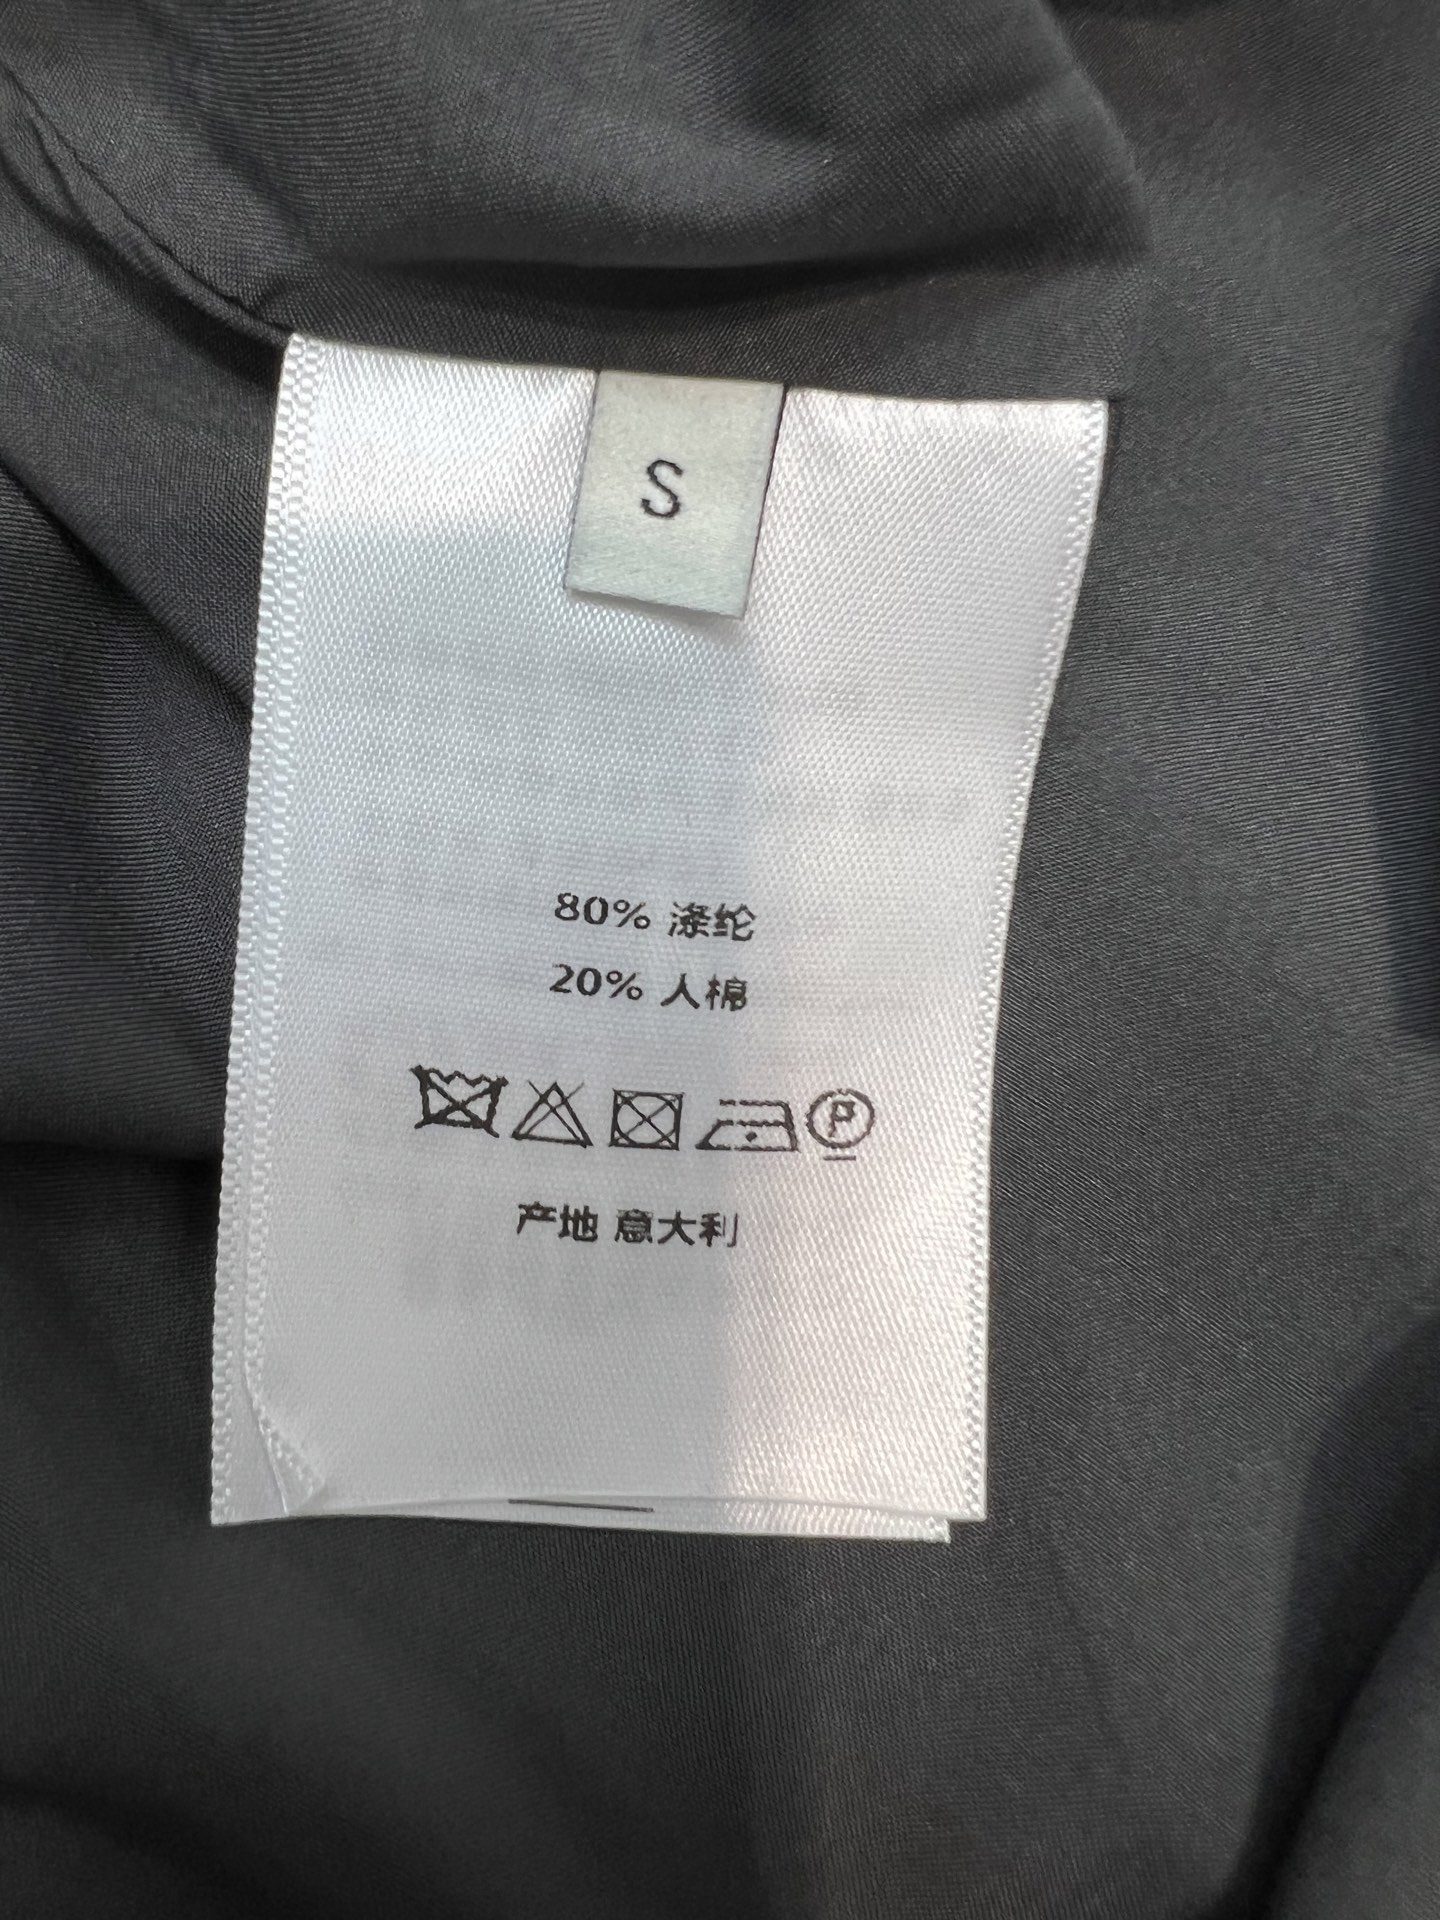 S
80% 涤纶
20% 人棉
P
产地 意大利